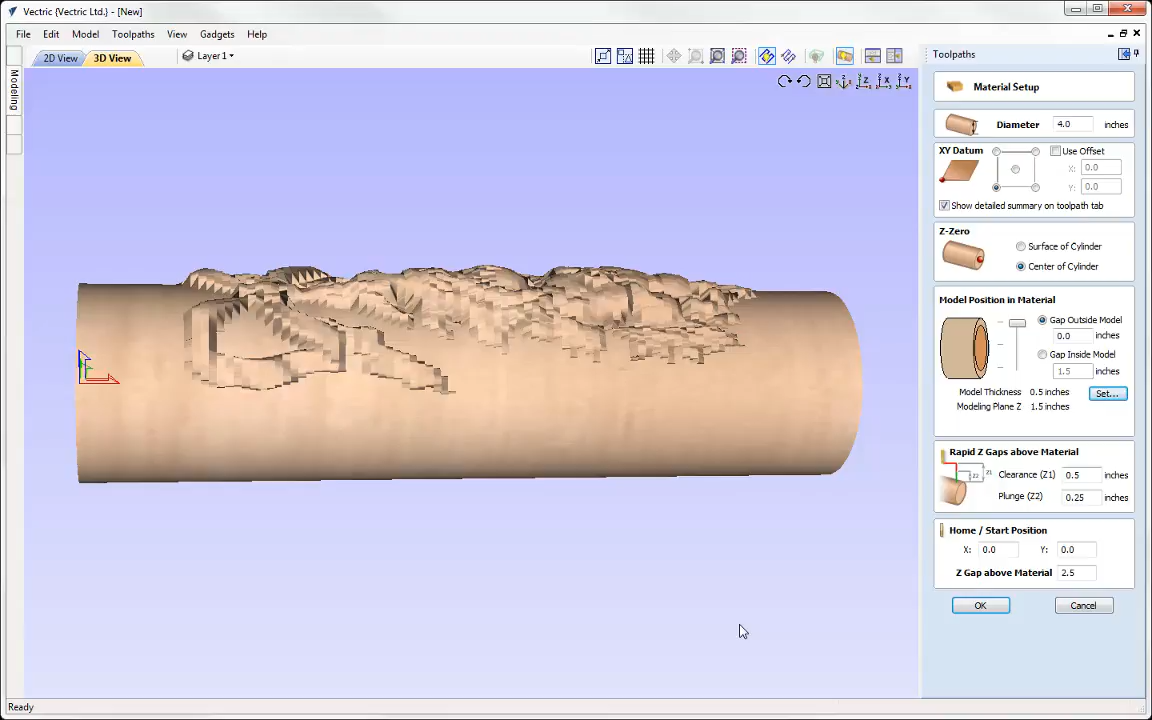 Vectric {Vectric Ltd.} - [New]
File Edit Model Toolpaths View Gadgets Help
2D View 3D View Layer 1
Modeling
Toolpaths
Material Setup
Diameter 4.0 inches
XY Datum Use Offset
X: 0.0
Y: 0.0
Show detailed summary on toolpath tab
Z-Zero
Surface of Cylinder
Center of Cylinder
Model Position in Material
Gap Outside Model
0.0 inches
Gap Inside Model
1.5 inches
Model Thickness 0.5 inches Set...
Modeling Plane Z 1.5 inches
Rapid Z Gaps above Material
Clearance (Z1) 0.5 inches
Plunge (Z2) 0.25 inches
Home / Start Position
X: 0.0 Y: 0.0
Z Gap above Material 2.5
OK Cancel
Ready